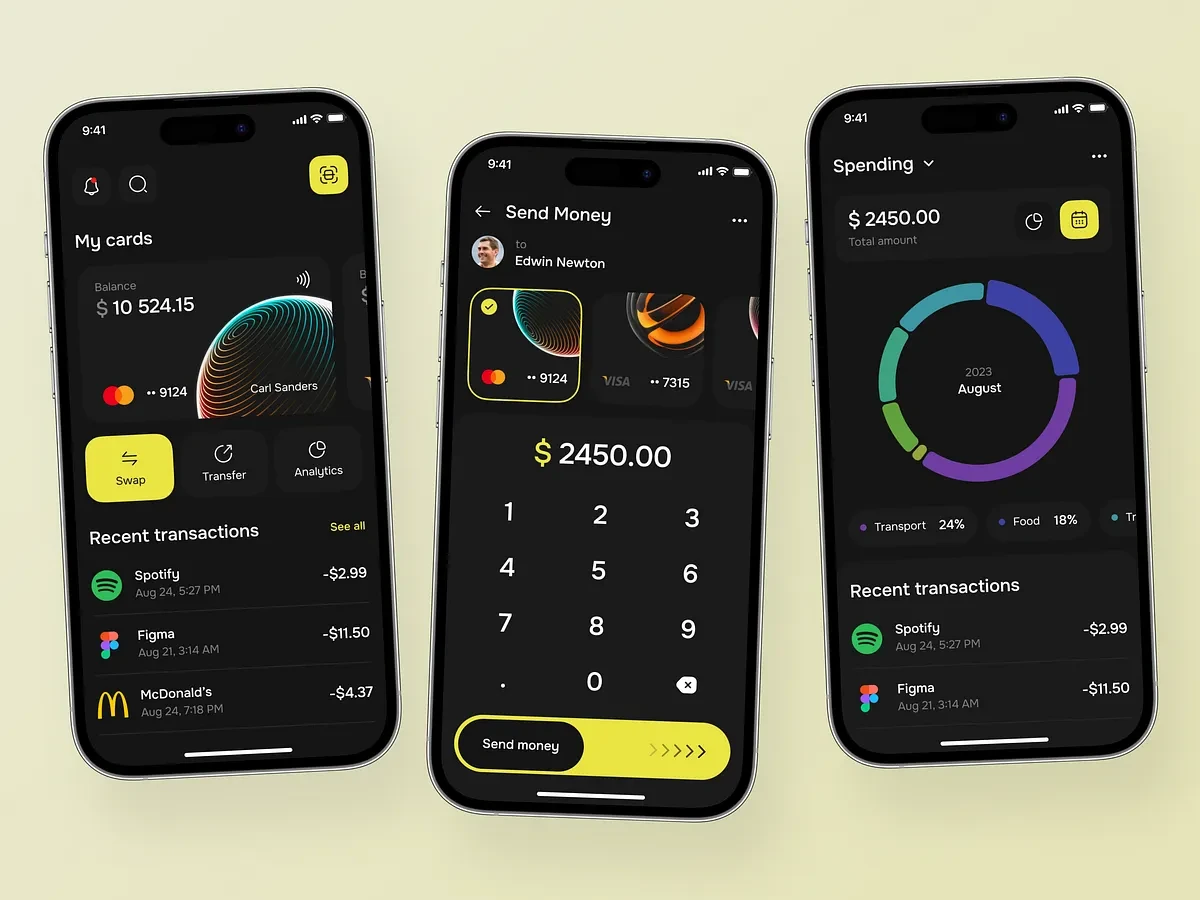 9:41
My cards
Balance
$ 10 524.15
•• 9124
Carl Sanders
B
$
Swap
Transfer
Analytics
Recent transactions
See all
Spotify
-$2.99
Aug 24, 5:27 PM
Figma
-$11.50
Aug 21, 3:14 AM
McDonald's
-$4.37
Aug 24, 7:18 PM
9:41
Send Money
to
Edwin Newton
•• 9124
VISA
•• 7315
VISA
$ 2450.00
1
2
3
4
5
6
7
8
9
.
0
Send money
9:41
Spending
$ 2450.00
Total amount
2023
August
Transport 24%
Food 18%
Tr
Recent transactions
Spotify
-$2.99
Aug 24, 5:27 PM
Figma
-$11.50
Aug 21, 3:14 AM